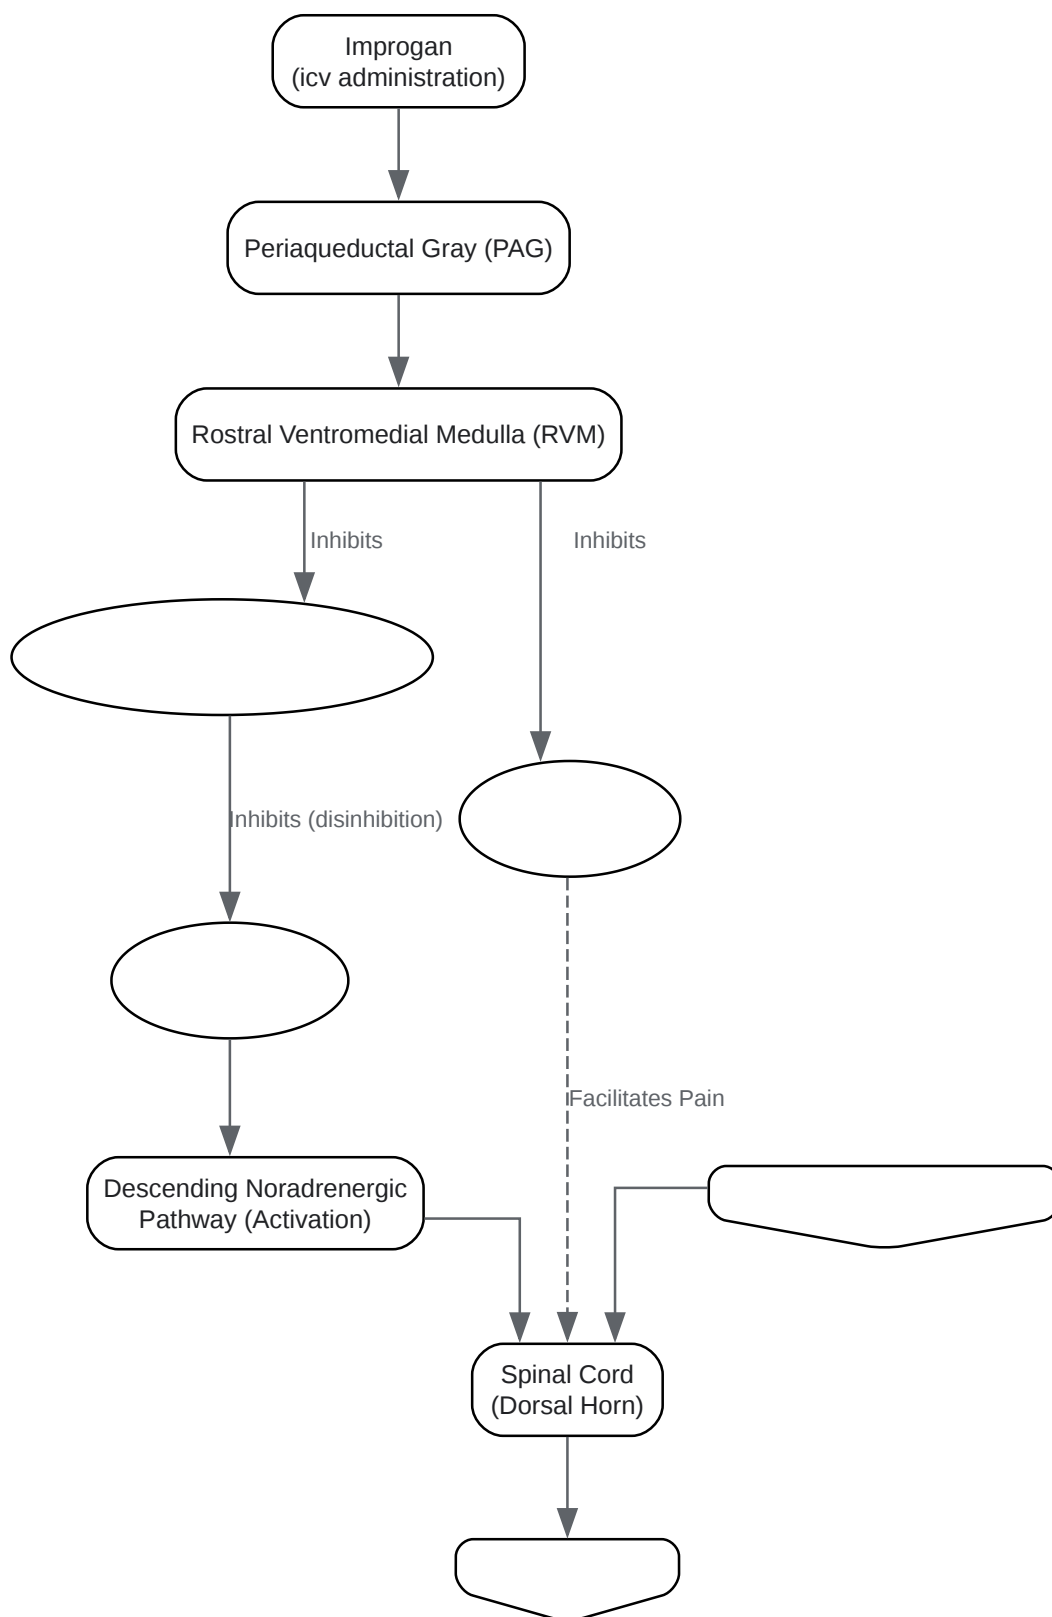 Improgan
(icv administration)
Periaqueductal Gray (PAG)
Rostral Ventromedial Medulla (RVM)
Inhibits
Inhibits
Inhibits (disinhibition)
Facilitates Pain
Descending Noradrenergic
Pathway (Activation)
Spinal Cord
(Dorsal Horn)